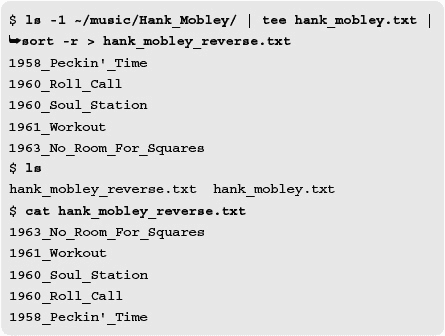 $ ls -1 ~/music/Hank_Mobley/ | tee hank_mobley.txt |
➥sort -r > hank_mobley_reverse.txt
1958_Peckin'_Time
1960_Roll_Call
1960_Soul_Station
1961_Workout
1963_No_Room_For_Squares
$ ls
hank_mobley_reverse.txt  hank_mobley.txt
$ cat hank_mobley_reverse.txt
1963_No_Room_For_Squares
1961_Workout
1960_Soul_Station
1960_Roll_Call
1958_Peckin'_Time